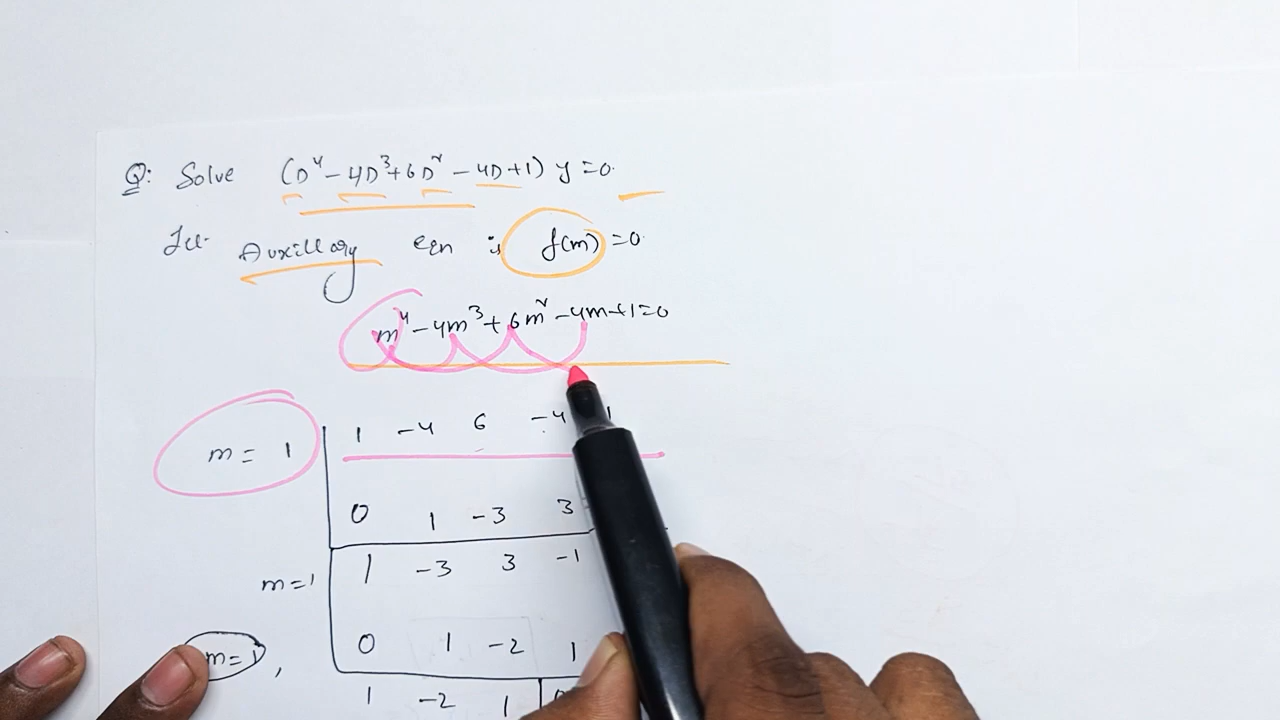 Q: Solve (D⁴ - 4D³ + 6D² - 4D + 1) y = 0.
Auxillary eqn is f(m) = 0.
m⁴ - 4m³ + 6m² - 4m + 1 = 0
m = 1 1 -4 6 -4 1
0 1 -3 3
m = 1 1 -3 3 -1
0 1 -2 1
m = 1,
1 -2 1